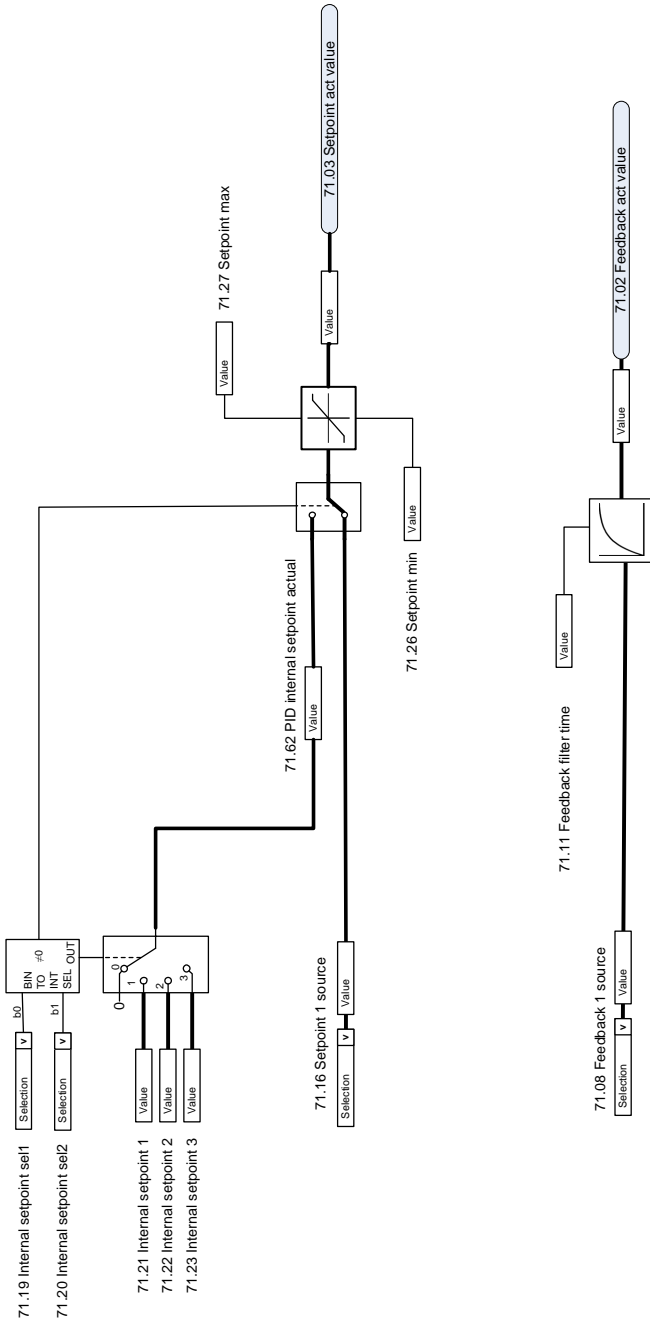 71.19 Internal setpoint sel1
Selection v
b0
71.20 Internal setpoint sel2
Selection v
b1
BIN
TO
INT
SEL
≠0
OUT
0
0
1
2
3
71.21 Internal setpoint 1
Value
71.22 Internal setpoint 2
Value
71.23 Internal setpoint 3
Value
71.16 Setpoint 1 source
Selection v
Value
71.62 PID internal setpoint actual
Value
71.27 Setpoint max
Value
71.26 Setpoint min
Value
Value
71.03 Setpoint act value
71.08 Feedback 1 source
Selection v
Value
71.11 Feedback filter time
Value
Value
71.02 Feedback act value